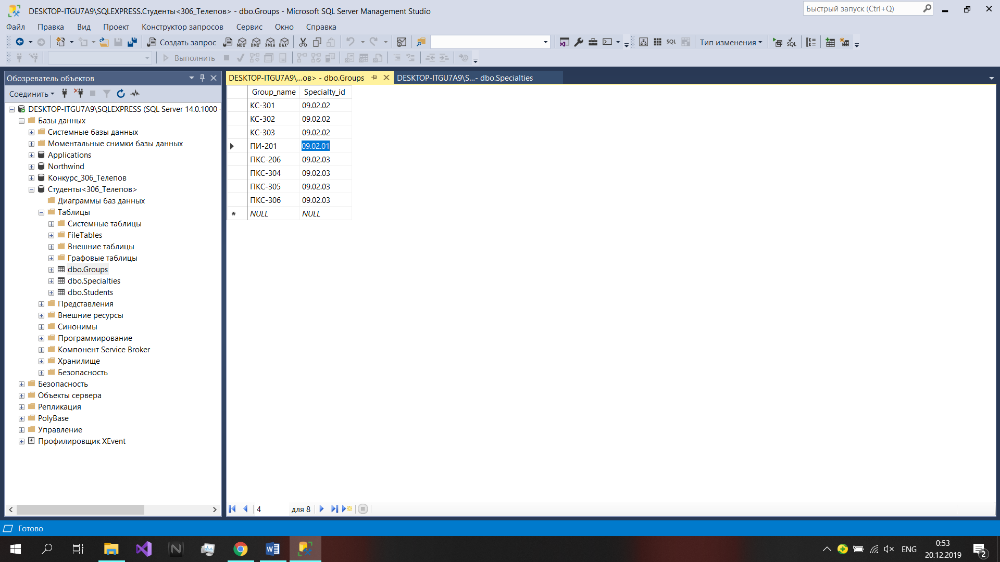 DESKTOP-ITGU7A9\SQLEXPRESS.Студенты<306_Телепов> - dbo.Groups - Microsoft SQL Server Management Studio
Быстрый запуск (Ctrl+Q)
Файл Правка Вид Проект Конструктор запросов Сервис Окно Справка
Создать запрос MDX DMX XMLA DAX SQL Тип изменения SQL
Выполнить
Обозреватель объектов
DESKTOP-ITGU7A9\...ов> - dbo.Groups
DESKTOP-ITGU7A9\S...- dbo.Specialties
Соединить
DESKTOP-ITGU7A9\SQLEXPRESS (SQL Server 14.0.1000 -
Базы данных
Системные базы данных
Моментальные снимки базы данных
Applications
Northwind
Конкурс_306_Телепов
Студенты<306_Телепов>
Диаграммы баз данных
Таблицы
Системные таблицы
FileTables
Внешние таблицы
Графовые таблицы
dbo.Groups
dbo.Specialties
dbo.Students
Представления
Внешние ресурсы
Синонимы
Программирование
Компонент Service Broker
Хранилище
Безопасность
Безопасность
Объекты сервера
Репликация
PolyBase
Управление
Профилировщик XEvent
Group_name Specialty_id
КС-301 09.02.02
КС-302 09.02.02
КС-303 09.02.02
ПИ-201 09.02.01
ПКС-206 09.02.03
ПКС-304 09.02.03
ПКС-305 09.02.03
ПКС-306 09.02.03
NULL NULL
4 для 8
Готово
ENG
0:53
20.12.2019
2